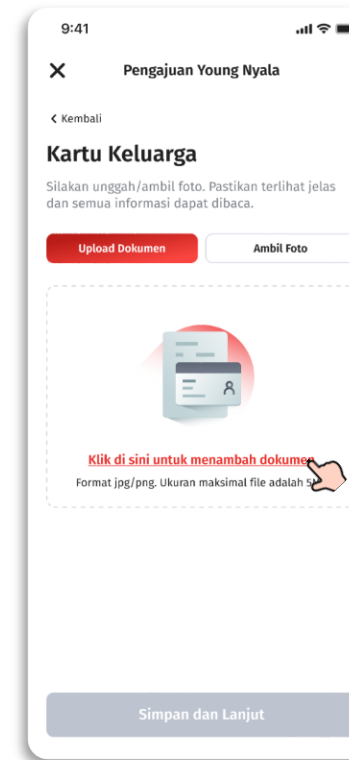 9:41
Pengajuan Young Nyala
Kembali
Kartu Keluarga
Silakan unggah/ambil foto. Pastikan terlihat jelas
dan semua informasi dapat dibaca.
Upload Dokumen
Ambil Foto
Klik di sini untuk menambah dokumen
Format jpg/png. Ukuran maksimal file adalah
Simpan dan Lanjut